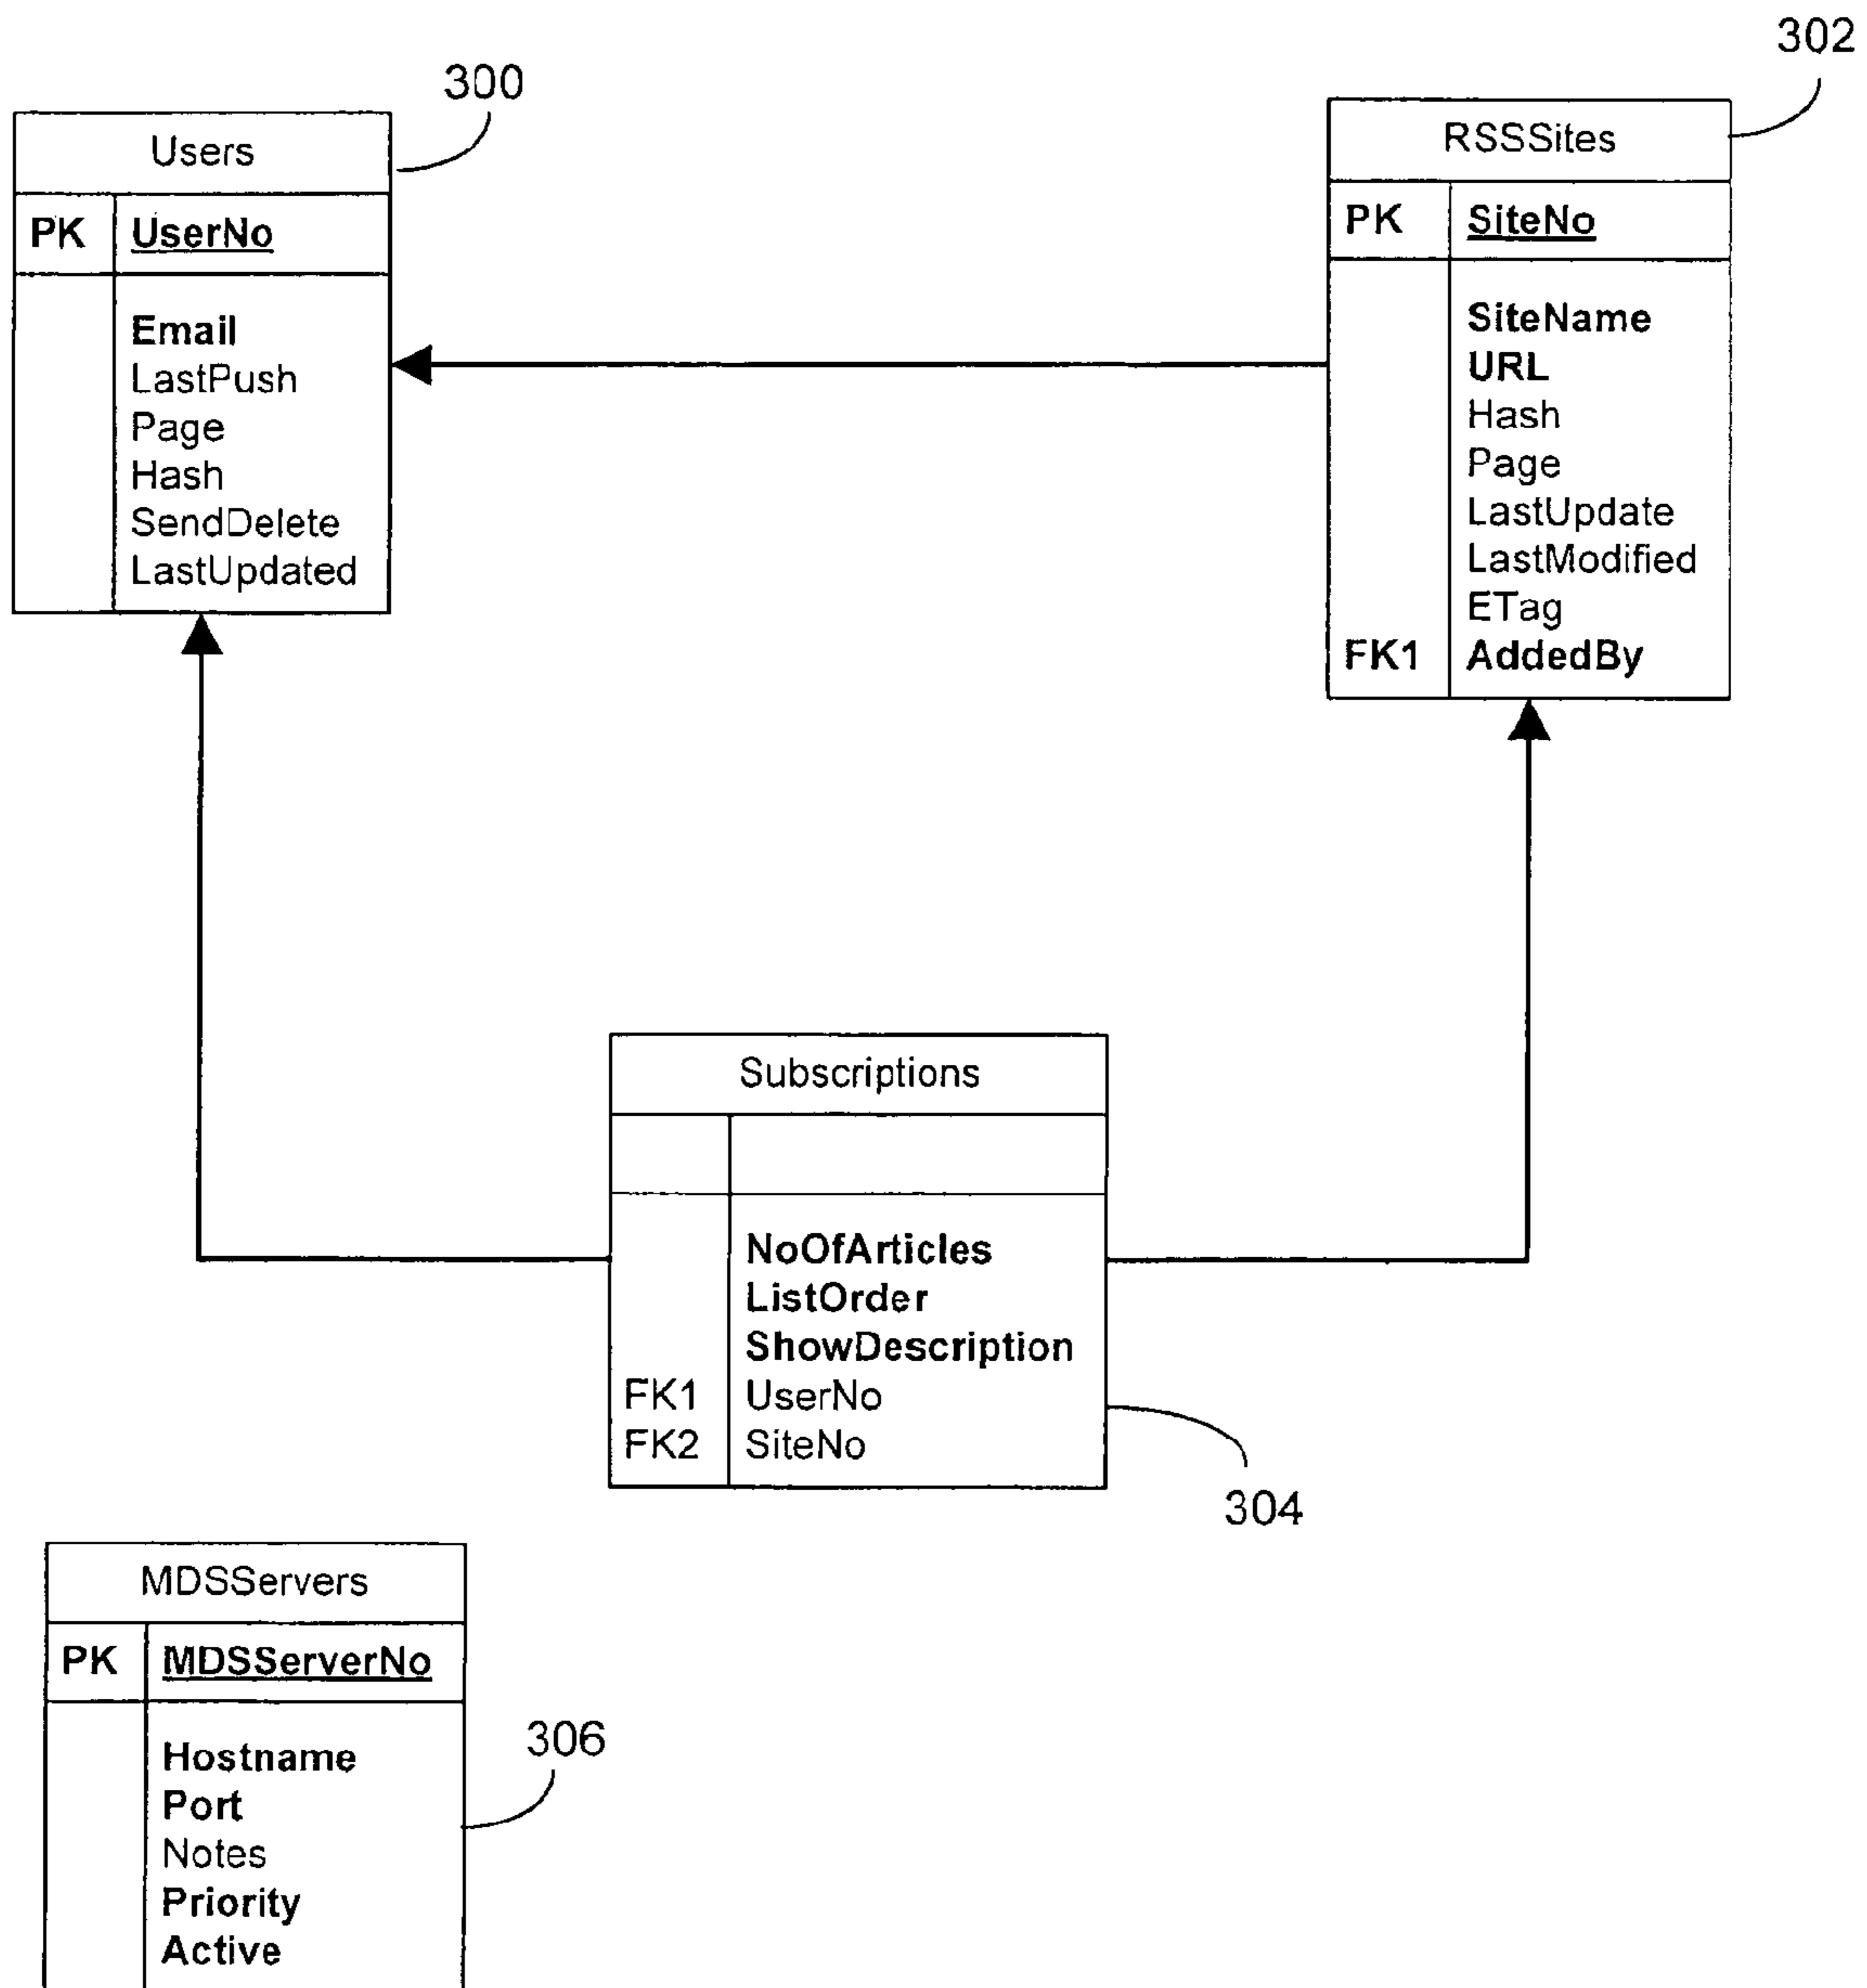 302
300
Users
PK UserNo
Email
LastPush
Page
Hash
SendDelete
LastUpdated
RSSSites
PK SiteNo
SiteName
URL
Hash
Page
LastUpdate
LastModified
ETag
FK1 AddedBy
Subscriptions
NoOfArticles
ListOrder
ShowDescription
FK1 UserNo
FK2 SiteNo
304
MDSServers
PK MDSServerNo
Hostname
Port
Notes
Priority
Active
306